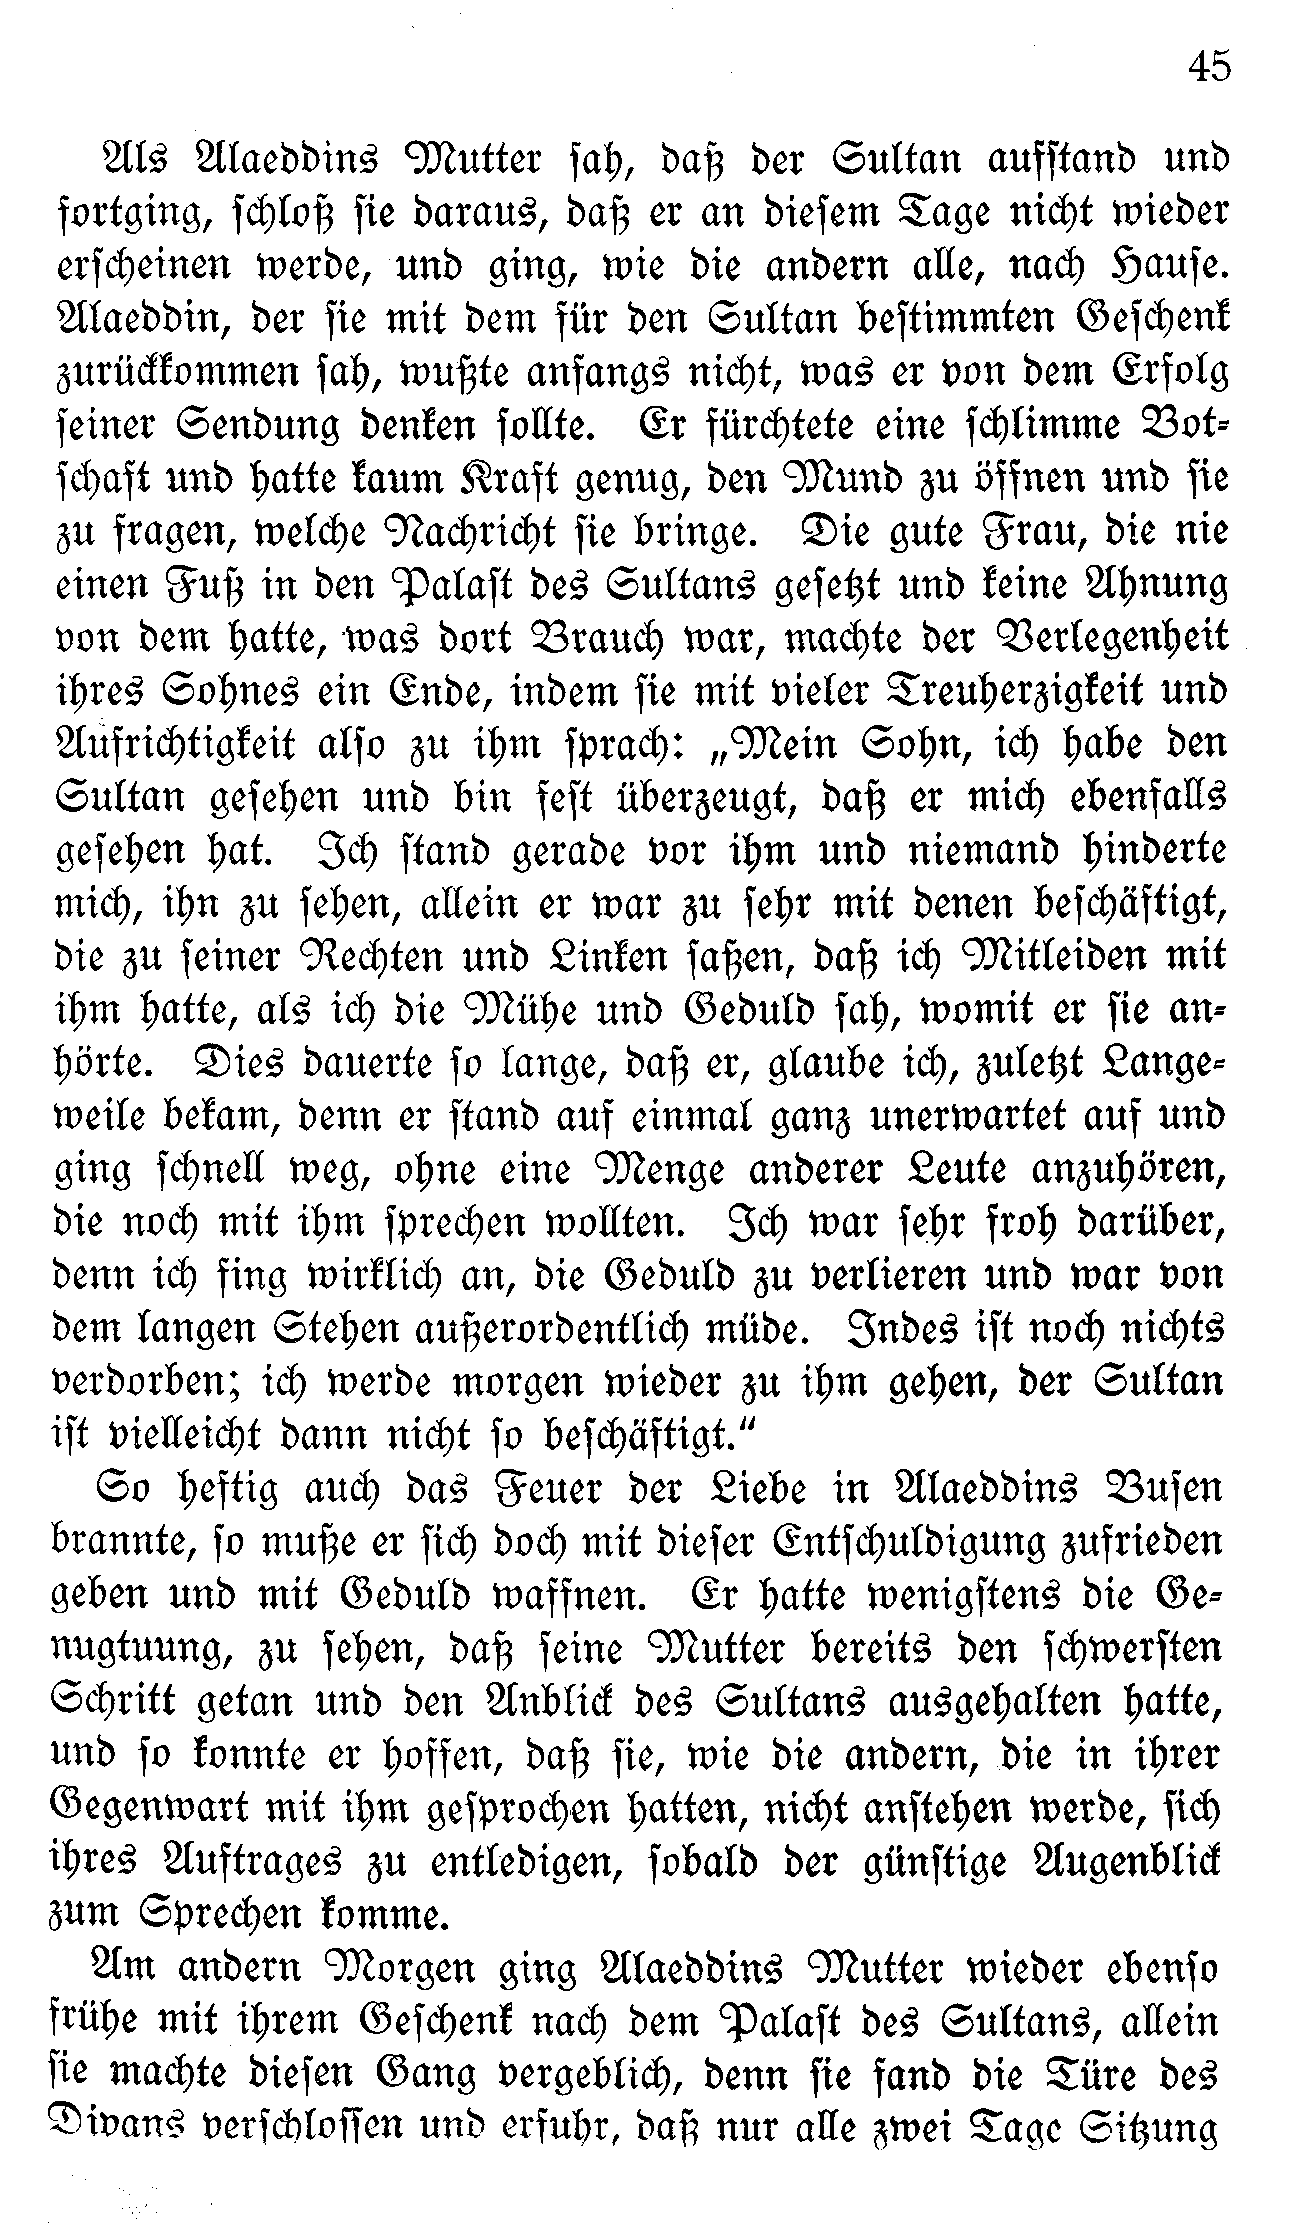 45
Als Alaeddins Mutter sah, daß der Sultan aufstand und
fortging, schloß sie daraus, daß er an diesem Tage nicht wieder
erscheinen werde, und ging, wie die andern alle, nach Hause.
Alaeddin, der sie mit dem für den Sultan bestimmten Geschenk
zurückkommen sah, wußte anfangs nicht, was er von dem Erfolg
seiner Sendung denken sollte. Er fürchtete eine schlimme Bot-
schaft und hatte kaum Kraft genug, den Mund zu öffnen und sie
zu fragen, welche Nachricht sie bringe. Die gute Frau, die nie
einen Fuß in den Palast des Sultans gesetzt und keine Ahnung
von dem hatte, was dort Brauch war, machte der Verlegenheit
ihres Sohnes ein Ende, indem sie mit vieler Treuherzigkeit und
Aufrichtigkeit also zu ihm sprach: „Mein Sohn, ich habe den
Sultan gesehen und bin fest überzeugt, daß er mich ebenfalls
gesehen hat. Ich stand gerade vor ihm und niemand hinderte
mich, ihn zu sehen, allein er war zu sehr mit denen beschäftigt,
die zu seiner Rechten und Linken saßen, daß ich Mitleiden mit
ihm hatte, als ich die Mühe und Geduld sah, womit er sie an-
hörte. Dies dauerte so lange, daß er, glaube ich, zuletzt Lange-
weile bekam, denn er stand auf einmal ganz unerwartet auf und
ging schnell weg, ohne eine Menge anderer Leute anzuhören,
die noch mit ihm sprechen wollten. Ich war sehr froh darüber,
denn ich fing wirklich an, die Geduld zu verlieren und war von
dem langen Stehen außerordentlich müde. Indes ist noch nichts
verdorben; ich werde morgen wieder zu ihm gehen, der Sultan
ist vielleicht dann nicht so beschäftigt.“
So heftig auch das Feuer der Liebe in Alaeddins Busen
brannte, so muße er sich doch mit dieser Entschuldigung zufrieden
geben und mit Geduld waffnen. Er hatte wenigstens die Ge-
nugtuung, zu sehen, daß seine Mutter bereits den schwersten
Schritt getan und den Anblick des Sultans ausgehalten hatte,
und so konnte er hoffen, daß sie, wie die andern, die in ihrer
Gegenwart mit ihm gesprochen hatten, nicht anstehen werde, sich
ihres Auftrages zu entledigen, sobald der günstige Augenblick
zum Sprechen komme.
Am andern Morgen ging Alaeddins Mutter wieder ebenso
frühe mit ihrem Geschenk nach dem Palast des Sultans, allein
sie machte diesen Gang vergeblich, denn sie fand die Türe des
Divans verschlossen und erfuhr, daß nur alle zwei Tage Sitzung